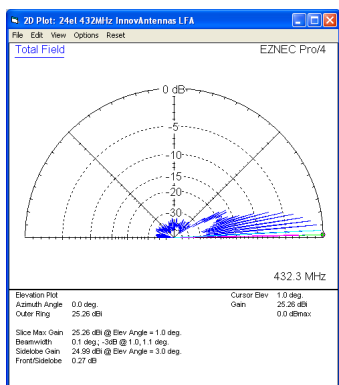 2D Plot: 24el 432MHz InnovAntennas LFA
File Edit View Options Reset
Total Field
EZNEC Pro/4
0 dB
-5
-10
-15
-20
-30
432.3 MHz
Elevation Plot
Azimuth Angle 0.0 deg.
Outer Ring 25.26 dBi
Cursor Elev 1.0 deg.
Gain 25.26 dBi
0.0 dBmax
Slice Max Gain 25.26 dBi @ Elev Angle = 1.0 deg.
Beamwidth 0.1 deg.; -3dB @ 1.0, 1.1 deg.
Sidelobe Gain 24.99 dBi @ Elev Angle = 3.0 deg.
Front/Sidelobe 0.27 dB